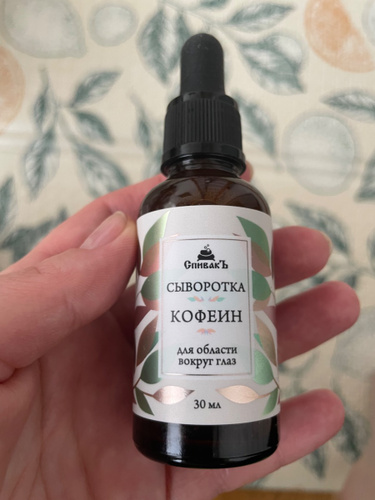 СпивакЪ
СЫВОРОТКА
КОФЕИН
для области
вокруг глаз
30 мл